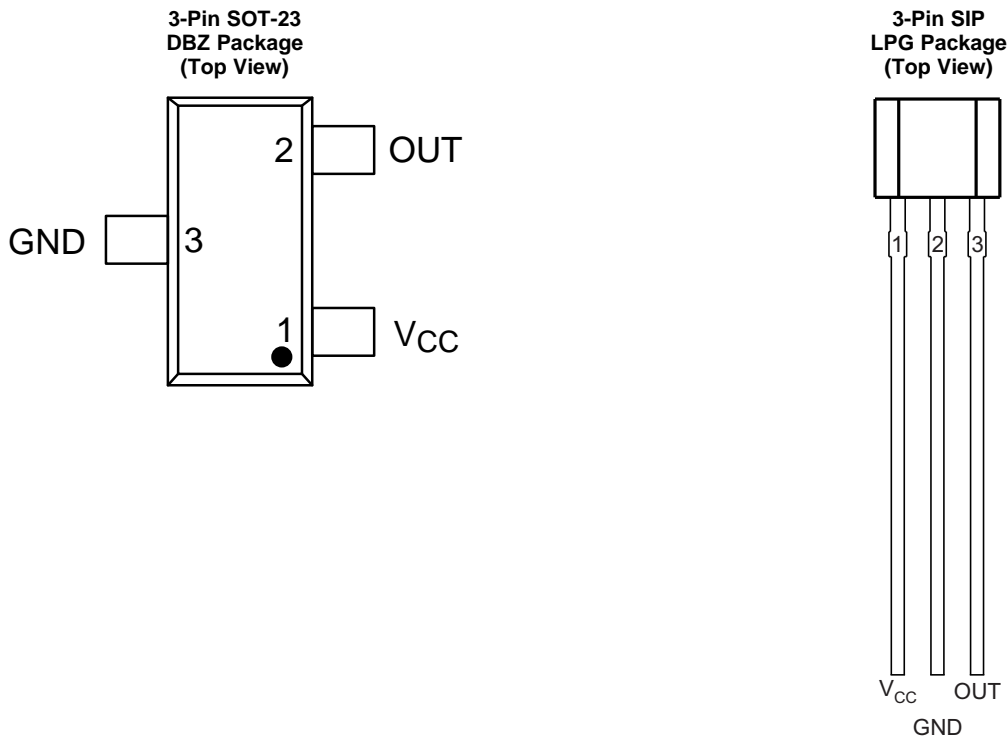 3-Pin SOT-23
DBZ Package
(Top View)
2
OUT
GND
3
1
VCC
3-Pin SIP
LPG Package
(Top View)
1
2
3
VCC
OUT
GND